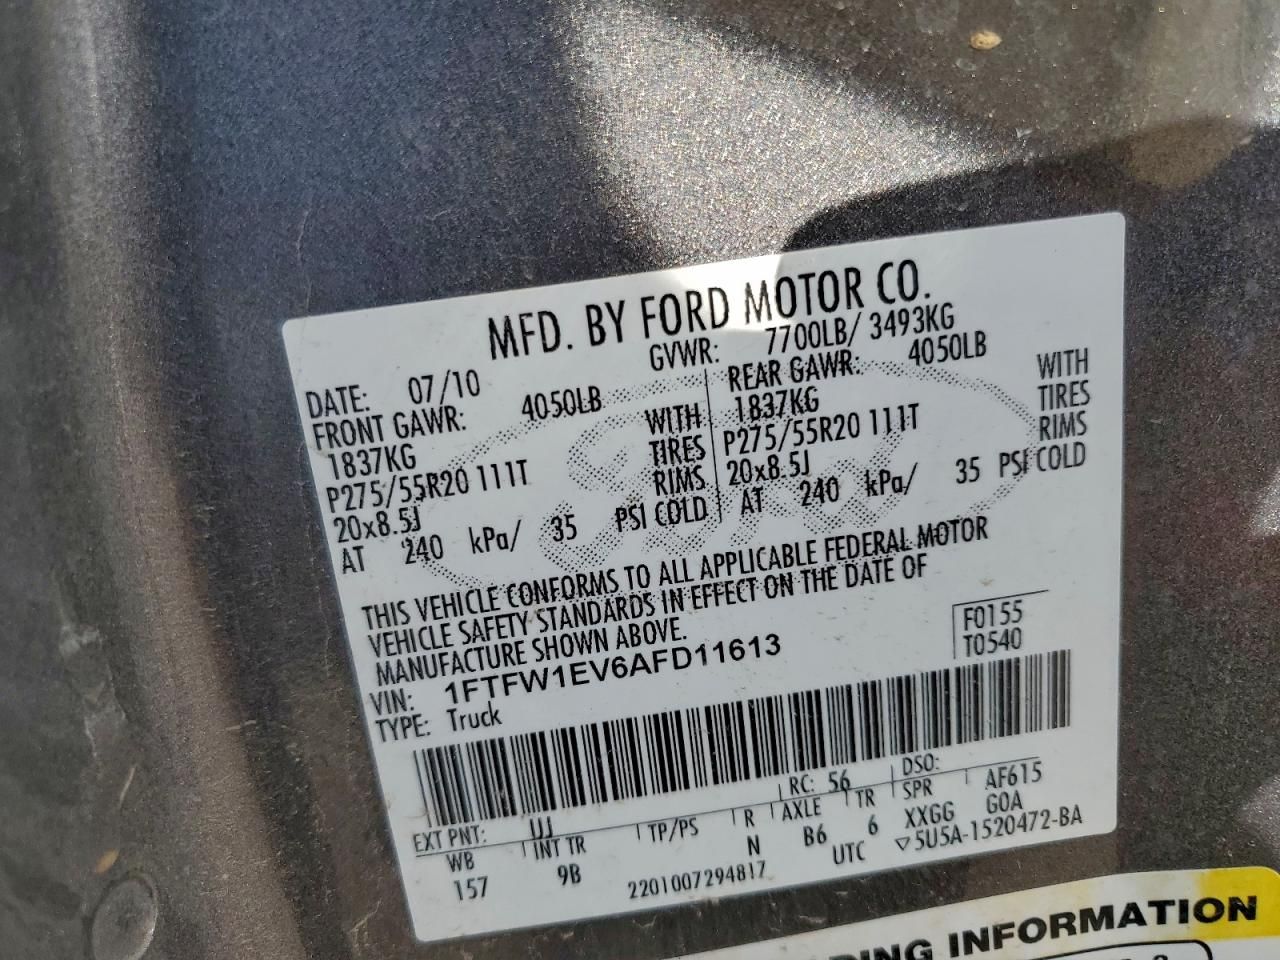 MFD. BY FORD MOTOR CO.
DATE: 07/10 GVWR: 7700LB/ 3493KG
FRONT GAWR: 4050LB REAR GAWR: 4050LB
1837KG WITH 1837KG WITH
P275/55R20 111T TIRES P275/55R20 111T TIRES
20x8.5J RIMS 20x8.5J RIMS
AT 240 kPa/ 35 PSI COLD AT 240 kPa/ 35 PSI COLD
THIS VEHICLE CONFORMS TO ALL APPLICABLE FEDERAL MOTOR
VEHICLE SAFETY STANDARDS IN EFFECT ON THE DATE OF
MANUFACTURE SHOWN ABOVE.
VIN: 1FTFW1EV6AFD11613
F0155
TYPE: Truck
T0540
EXT PNT: UJ RC: 56 DSO: AF615
WB INT TR TP/PS R AXLE TR SPR G0A
157 9B N B6 6 XXGG
2201007294817 UTC ▽5U5A-1520472-BA
ING INFORMATION